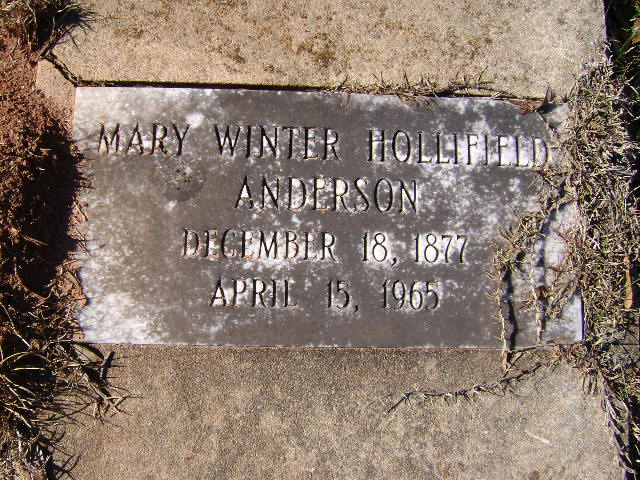 MARY WINTER HOLLIFIELD
ANDERSON
DECEMBER 18, 1877
APRIL 15, 1965